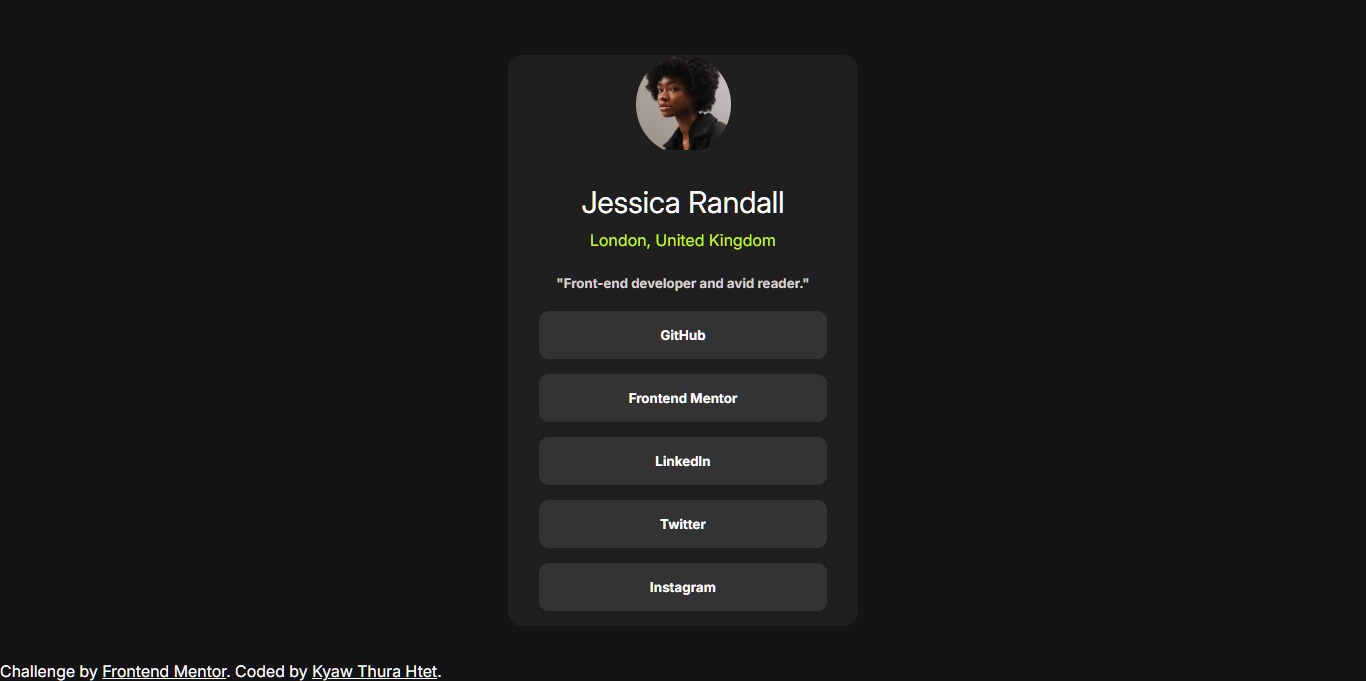 Jessica Randall
London, United Kingdom
"Front-end developer and avid reader."
GitHub
Frontend Mentor
LinkedIn
Twitter
Instagram
Challenge by Frontend Mentor. Coded by Kyaw Thura Htet.